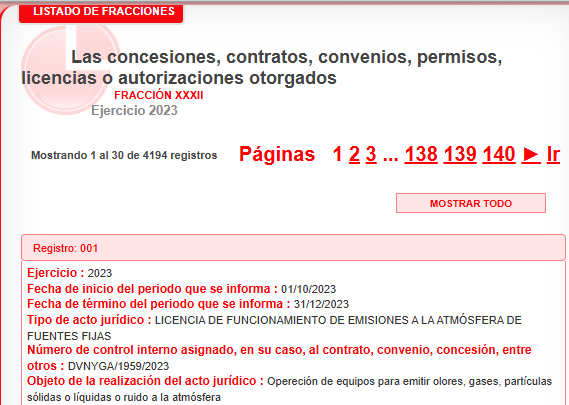 LISTADO DE FRACCIONES
Las concesiones, contratos, convenios, permisos,
licencias o autorizaciones otorgados
FRACCIÓN XXXII
Ejercicio 2023
Mostrando 1 al 30 de 4194 registros Páginas 1 2 3 ... 138 139 140 ► Ir
MOSTRAR TODO
Registro: 001
Ejercicio : 2023
Fecha de inicio del periodo que se informa : 01/10/2023
Fecha de término del periodo que se informa : 31/12/2023
Tipo de acto jurídico : LICENCIA DE FUNCIONAMIENTO DE EMISIONES A LA ATMÓSFERA DE
FUENTES FIJAS
Número de control interno asignado, en su caso, al contrato, convenio, concesión, entre
otros : DVNYGA/1959/2023
Objeto de la realización del acto jurídico : Opereción de equipos para emitir olores, gases, partículas
sólidas o líquidas o ruido a la atmósfera